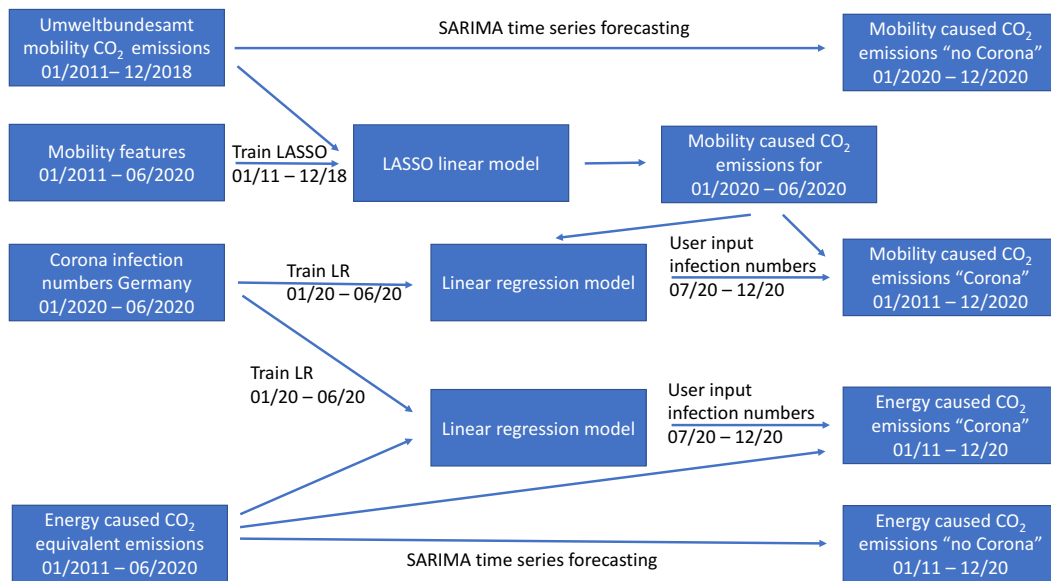 Umweltbundesamt
mobility CO₂ emissions
01/2011– 12/2018
SARIMA time series forecasting
Mobility caused CO₂
emissions “no Corona”
01/2020 – 12/2020
Mobility features
01/2011 – 06/2020
Train LASSO
01/11 – 12/18
LASSO linear model
Mobility caused CO₂
emissions for
01/2020 – 06/2020
Corona infection
numbers Germany
01/2020 – 06/2020
Train LR
01/20 – 06/20
Linear regression model
User input
infection numbers
07/20 – 12/20
Mobility caused CO₂
emissions “Corona”
01/2011 – 12/2020
Train LR
01/20 – 06/20
Linear regression model
User input
infection numbers
07/20 – 12/20
Energy caused CO₂
emissions “Corona”
01/11 – 12/20
Energy caused CO₂
equivalent emissions
01/2011 – 06/2020
SARIMA time series forecasting
Energy caused CO₂
emissions “no Corona”
01/11 – 12/20